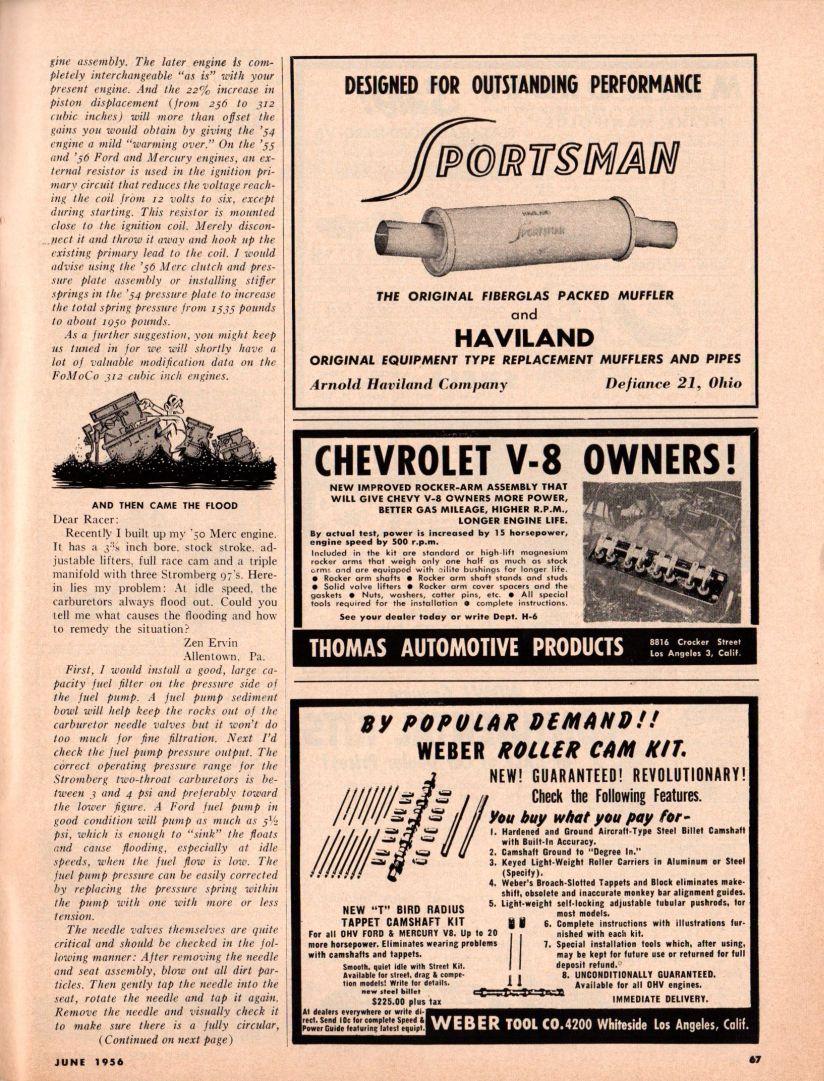 gine assembly. The later engine is com-
pletely interchangeable "as is" with your
present engine. And the 22% increase in
piston displacement (from 256 to 312
cubic inches) will more than offset the
gains you would obtain by giving the '54
engine a mild "warming over." On the '55
and '56 Ford and Mercury engines, an ex-
ternal resistor is used in the ignition pri-
mary circuit that reduces the voltage reach-
ing the coil from 12 volts to six, except
during starting. This resistor is mounted
close to the ignition coil. Merely discon-
nect it and throw it away and hook up the
existing primary lead to the coil. I would
advise using the '56 Merc clutch and pres-
sure plate assembly or installing stiffer
springs in the '54 pressure plate to increase
the total spring pressure from 1535 pounds
to about 1950 pounds.
As a further suggestion, you might keep
us tuned in for we will shortly have a
lot of valuable modification data on the
FoMoCo 312 cubic inch engines.
AND THEN CAME THE FLOOD
Dear Racer:
Recently I built up my '50 Merc engine.
It has a 3⅜ inch bore, stock stroke, ad-
justable lifters, full race cam and a triple
manifold with three Stromberg 97's. Here-
in lies my problem: At idle speed, the
carburetors always flood out. Could you
tell me what causes the flooding and how
to remedy the situation?
Zen Ervin
Allentown, Pa.
First, I would install a good, large ca-
pacity fuel filter on the pressure side of
the fuel pump. A fuel pump sediment
bowl will help keep the rocks out of the
carburetor needle valves but it won't do
too much for fine filtration. Next I'd
check the fuel pump pressure output. The
correct operating pressure range for the
Stromberg two-throat carburetors is be-
tween 3 and 4 psi and preferably toward
the lower figure. A Ford fuel pump in
good condition will pump as much as 5½
psi, which is enough to "sink" the floats
and cause flooding, especially at idle
speeds, when the fuel flow is low. The
fuel pump pressure can be easily corrected
by replacing the pressure spring within
the pump with one with more or less
tension.
The needle valves themselves are quite
critical and should be checked in the fol-
lowing manner: After removing the needle
and seat assembly, blow out all dirt par-
ticles. Then gently tap the needle into the
seat, rotate the needle and tap it again.
Remove the needle and visually check it
to make sure there is a fully circular,
(Continued on next page)
JUNE 1956
DESIGNED FOR OUTSTANDING PERFORMANCE
SPORTSMAN
HAVILAND
SPORTSMAN
THE ORIGINAL FIBERGLAS PACKED MUFFLER
and
HAVILAND
ORIGINAL EQUIPMENT TYPE REPLACEMENT MUFFLERS AND PIPES
Arnold Haviland Company Defiance 21, Ohio
CHEVROLET V-8 OWNERS!
NEW IMPROVED ROCKER-ARM ASSEMBLY THAT
WILL GIVE CHEVY V-8 OWNERS MORE POWER,
BETTER GAS MILEAGE, HIGHER R.P.M.,
LONGER ENGINE LIFE.
By actual test, power is increased by 15 horsepower,
engine speed by 500 r.p.m.
Included in the kit are standard or high-lift magnesium
rocker arms that weigh only one half as much as stock
arms and are equipped with oilite bushings for longer life.
● Rocker arm shafts ● Rocker arm shaft stands and studs
● Solid valve lifters ● Rocker arm cover spacers and the
gaskets ● Nuts, washers, cotter pins, etc. ● All special
tools required for the installation ● complete instructions.
See your dealer today or write Dept. H-6
THOMAS AUTOMOTIVE PRODUCTS 8816 Crocker Street
Los Angeles 3, Calif.
BY POPULAR DEMAND!!
WEBER ROLLER CAM KIT.
NEW! GUARANTEED! REVOLUTIONARY!
Check the Following Features.
You buy what you pay for-
1. Hardened and Ground Aircraft-Type Steel Billet Camshaft
with Built-In Accuracy.
2. Camshaft Ground to "Degree In."
3. Keyed Light-Weight Roller Carriers in Aluminum or Steel
(Specify).
4. Weber's Broach-Slotted Tappets and Block eliminates make-
shift, obsolete and inaccurate monkey bar alignment guides.
5. Light-weight self-locking adjustable tubular pushrods, for
most models.
6. Complete instructions with illustrations fur-
nished with each kit.
7. Special installation tools which, after using,
may be kept for future use or returned for full
deposit refund.
8. UNCONDITIONALLY GUARANTEED.
Available for all OHV engines.
IMMEDIATE DELIVERY.
NEW "T" BIRD RADIUS
TAPPET CAMSHAFT KIT
For all OHV FORD & MERCURY V8. Up to 20
more horsepower. Eliminates wearing problems
with camshafts and tappets.
Smooth, quiet idle with Street Kit.
Available for street, drag & compe-
tion models! Write for details.
new steel billet
$225.00 plus tax
At dealers everywhere or write di-
rect. Send 10c for complete Speed &
Power Guide featuring latest equipt.
WEBER TOOL CO. 4200 Whiteside Los Angeles, Calif.
67